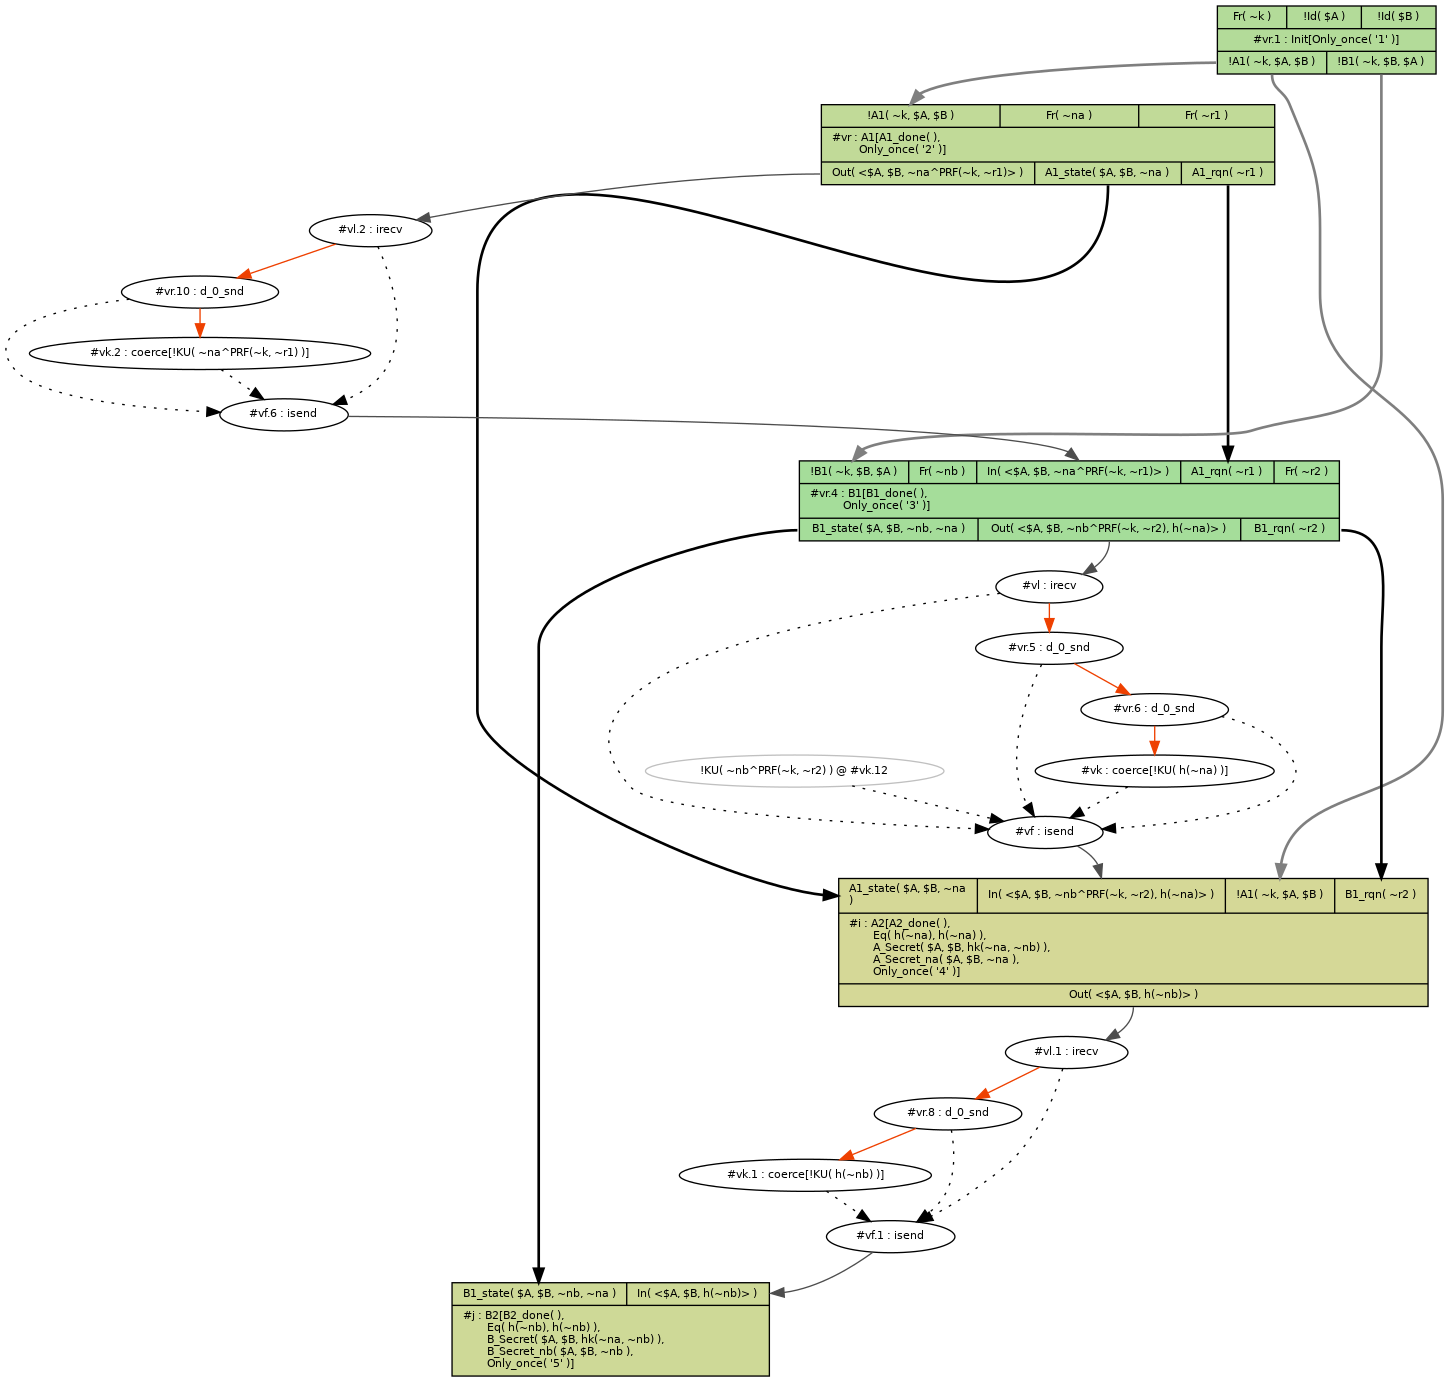 Fr( ~k ) !Id( $A ) !Id( $B )
#vr.1 : Init[Only_once( '1' )]
!A1( ~k, $A, $B ) !B1( ~k, $B, $A )
!A1( ~k, $A, $B ) Fr( ~na ) Fr( ~r1 )
#vr : A1[A1_done( ),
Only_once( '2' )]
Out( <$A, $B, ~na^PRF(~k, ~r1)> ) A1_state( $A, $B, ~na ) A1_rqn( ~r1 )
#vl.2 : irecv
#vr.10 : d_0_snd
#vk.2 : coerce[!KU( ~na^PRF(~k, ~r1) )]
#vf.6 : isend
!B1( ~k, $B, $A ) Fr( ~nb ) In( <$A, $B, ~na^PRF(~k, ~r1)> ) A1_rqn( ~r1 ) Fr( ~r2 )
#vr.4 : B1[B1_done( ),
Only_once( '3' )]
B1_state( $A, $B, ~nb, ~na ) Out( <$A, $B, ~nb^PRF(~k, ~r2), h(~na)> ) B1_rqn( ~r2 )
#vl : irecv
#vr.5 : d_0_snd
#vr.6 : d_0_snd
!KU( ~nb^PRF(~k, ~r2) ) @ #vk.12
#vk : coerce[!KU( h(~na) )]
#vf : isend
A1_state( $A, $B, ~na
) In( <$A, $B, ~nb^PRF(~k, ~r2), h(~na)> ) !A1( ~k, $A, $B ) B1_rqn( ~r2 )
#i : A2[A2_done( ),
Eq( h(~na), h(~na) ),
A_Secret( $A, $B, hk(~na, ~nb) ),
A_Secret_na( $A, $B, ~na ),
Only_once( '4' )]
Out( <$A, $B, h(~nb)> )
#vl.1 : irecv
#vr.8 : d_0_snd
#vk.1 : coerce[!KU( h(~nb) )]
#vf.1 : isend
B1_state( $A, $B, ~nb, ~na ) In( <$A, $B, h(~nb)> )
#j : B2[B2_done( ),
Eq( h(~nb), h(~nb) ),
B_Secret( $A, $B, hk(~na, ~nb) ),
B_Secret_nb( $A, $B, ~nb ),
Only_once( '5' )]